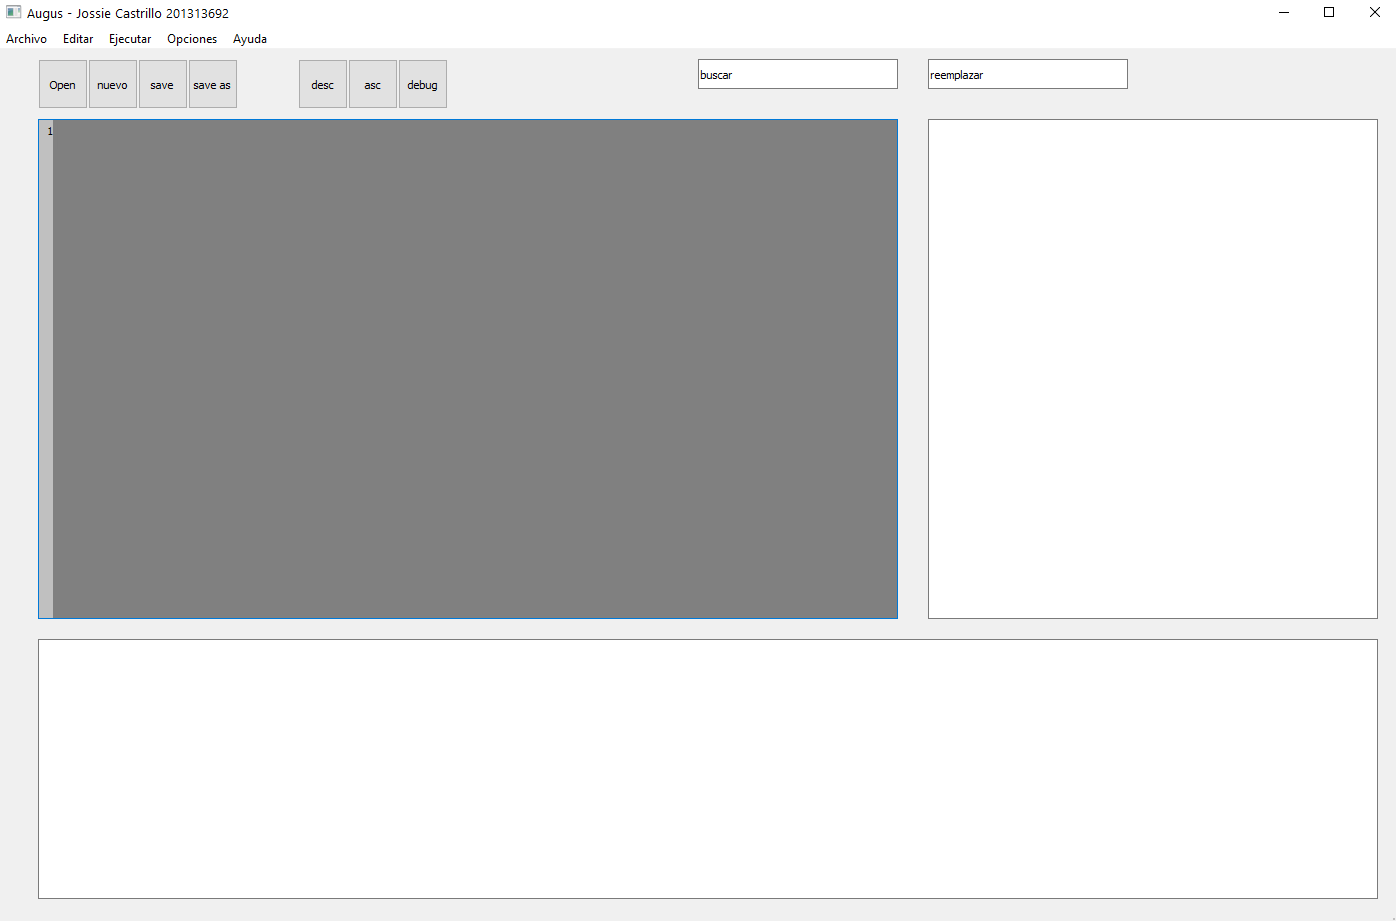 Augus - Jossie Castrillo 201313692
Archivo Editar Ejecutar Opciones Ayuda
Open nuevo save save as desc asc debug buscar reemplazar
1